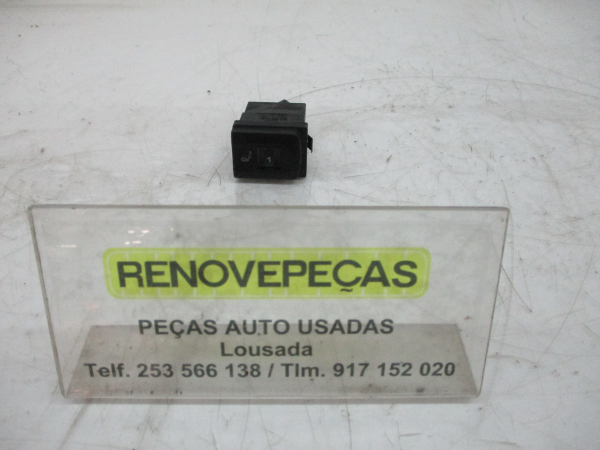 RENOVEPEÇAS
PEÇAS AUTO USADAS
Lousada
Telf. 253 566 138 / Tlm. 917 152 020